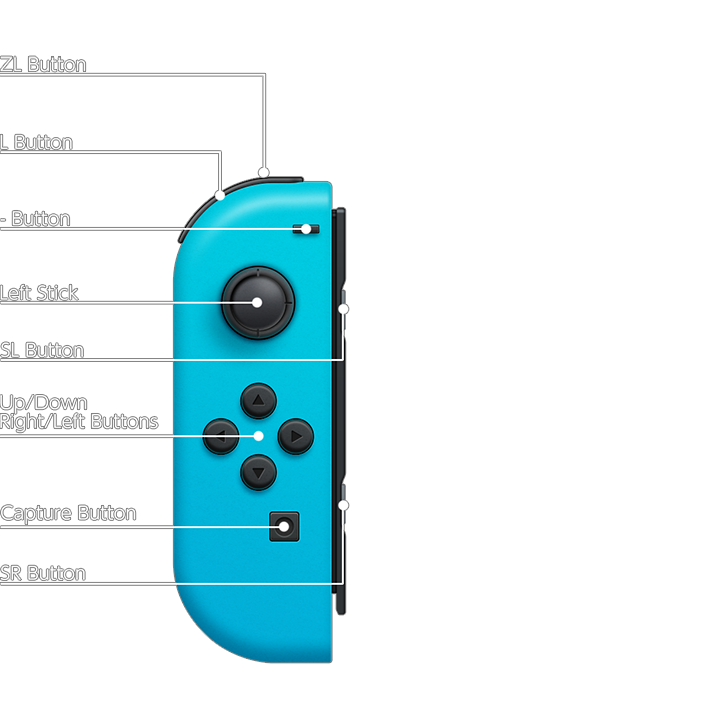 ZL Button
L Button
- Button
Left Stick
SL Button
Up/Down
Right/Left Buttons
Capture Button
SR Button